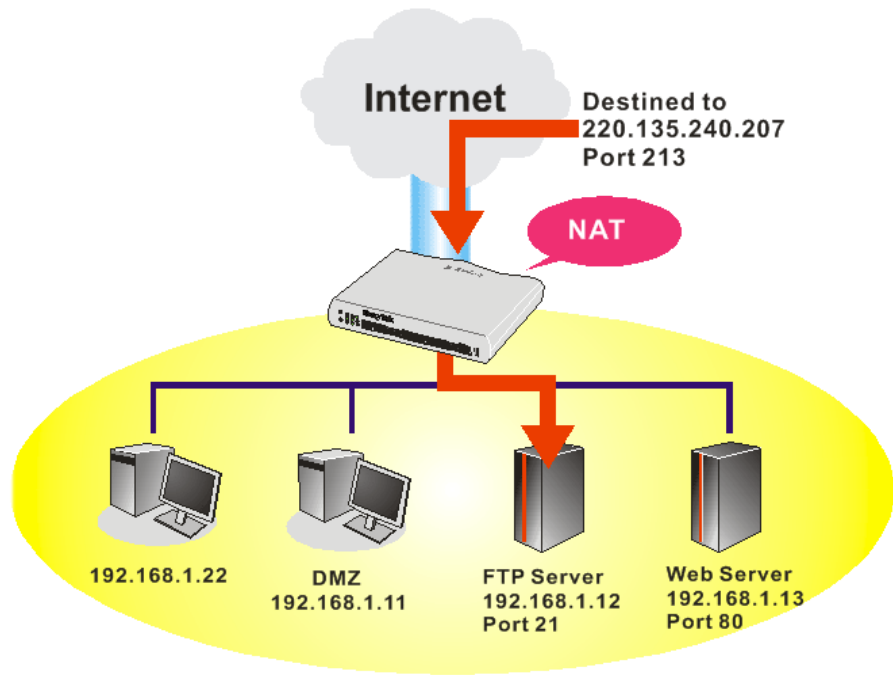 Internet
Destined to
220.135.240.207
Port 213
NAT
192.168.1.22
DMZ
192.168.1.11
FTP Server
192.168.1.12
Port 21
Web Server
192.168.1.13
Port 80